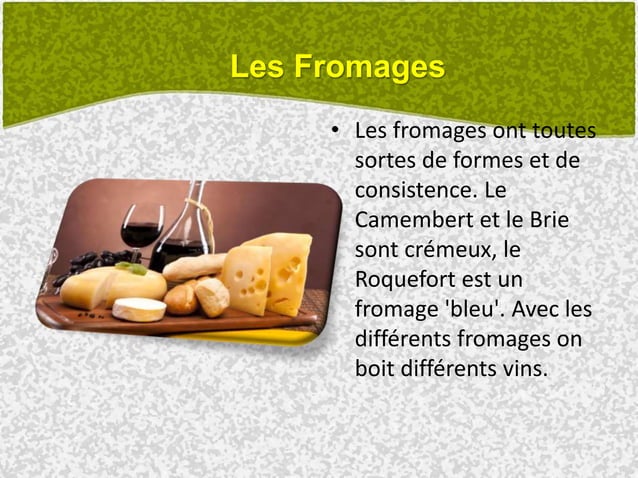 Les Fromages
• Les fromages ont toutes
sortes de formes et de
consistence. Le
Camembert et le Brie
sont crémeux, le
Roquefort est un
fromage 'bleu'. Avec les
différents fromages on
boit différents vins.